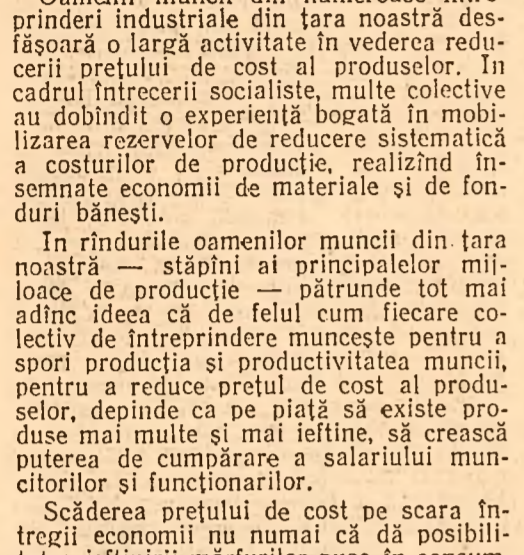 Oamenii muncii din numeroase între-
prinderi industriale din țara noastră des-
fășoară o largă activitate în vederea redu-
cerii prețului de cost al produselor. In
cadrul întrecerii socialiste, multe colective
au dobîndit o experiență bogată în mobi-
lizarea rezervelor de reducere sistematică
a costurilor de producție, realizînd în-
semnate economii de materiale și de fon-
duri bănești.
In rîndurile oamenilor muncii din țara
noastră — stăpîni ai principalelor mij-
loace de producție — pătrunde tot mai
adînc ideea că de felul cum fiecare co-
lectiv de întreprindere muncește pentru a
spori producția și productivitatea muncii,
pentru a reduce prețul de cost al produ-
selor, depinde ca pe piață să existe pro-
duse mai multe și mai ieftine, să crească
puterea de cumpărare a salariului mun-
citorilor și funcționarilor.
Scăderea prețului de cost pe scara în-
tregii economii nu numai că dă posibili-